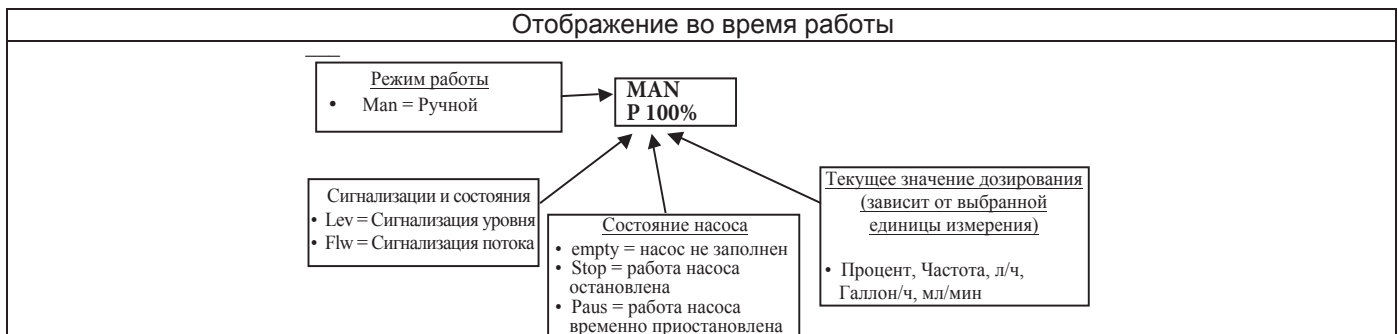 Отображение во время работы
Режим работы
• Man = Ручной
MAN
P 100%
Сигнализации и состояния
• Lev = Сигнализация уровня
• Flw = Сигнализация потока
Состояние насоса
• empty = насос не заполнен
• Stop = работа насоса
остановлена
• Paus = работа насоса
временно приостановлена
Текущее значение дозирования
(зависит от выбранной
единицы измерения)
• Процент, Частота, л/ч,
Галлон/ч, мл/мин